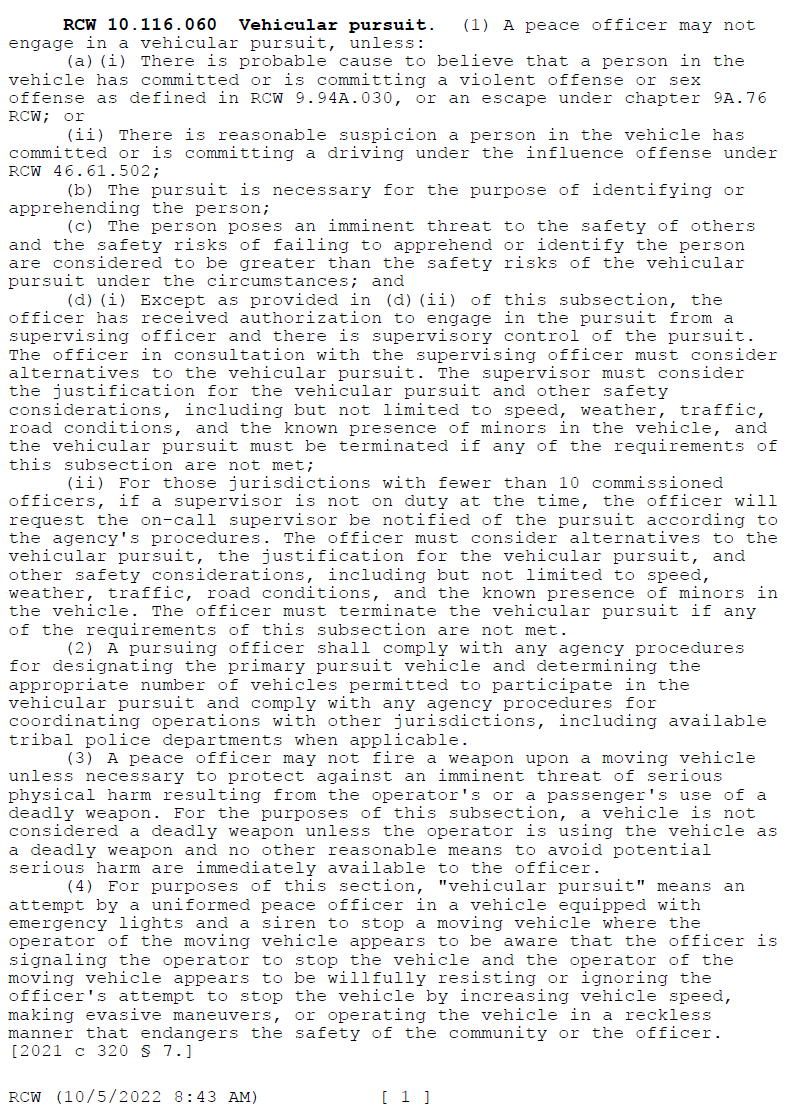 RCW 10.116.060  Vehicular pursuit.  (1) A peace officer may not
engage in a vehicular pursuit, unless:
(a)(i) There is probable cause to believe that a person in the
vehicle has committed or is committing a violent offense or sex
offense as defined in RCW 9.94A.030, or an escape under chapter 9A.76
RCW; or
(ii) There is reasonable suspicion a person in the vehicle has
committed or is committing a driving under the influence offense under
RCW 46.61.502;
(b) The pursuit is necessary for the purpose of identifying or
apprehending the person;
(c) The person poses an imminent threat to the safety of others
and the safety risks of failing to apprehend or identify the person
are considered to be greater than the safety risks of the vehicular
pursuit under the circumstances; and
(d)(i) Except as provided in (d)(ii) of this subsection, the
officer has received authorization to engage in the pursuit from a
supervising officer and there is supervisory control of the pursuit.
The officer in consultation with the supervising officer must consider
alternatives to the vehicular pursuit. The supervisor must consider
the justification for the vehicular pursuit and other safety
considerations, including but not limited to speed, weather, traffic,
road conditions, and the known presence of minors in the vehicle, and
the vehicular pursuit must be terminated if any of the requirements of
this subsection are not met;
(ii) For those jurisdictions with fewer than 10 commissioned
officers, if a supervisor is not on duty at the time, the officer will
request the on-call supervisor be notified of the pursuit according to
the agency's procedures. The officer must consider alternatives to the
vehicular pursuit, the justification for the vehicular pursuit, and
other safety considerations, including but not limited to speed,
weather, traffic, road conditions, and the known presence of minors in
the vehicle. The officer must terminate the vehicular pursuit if any
of the requirements of this subsection are not met.
(2) A pursuing officer shall comply with any agency procedures
for designating the primary pursuit vehicle and determining the
appropriate number of vehicles permitted to participate in the
vehicular pursuit and comply with any agency procedures for
coordinating operations with other jurisdictions, including available
tribal police departments when applicable.
(3) A peace officer may not fire a weapon upon a moving vehicle
unless necessary to protect against an imminent threat of serious
physical harm resulting from the operator's or a passenger's use of a
deadly weapon. For the purposes of this subsection, a vehicle is not
considered a deadly weapon unless the operator is using the vehicle as
a deadly weapon and no other reasonable means to avoid potential
serious harm are immediately available to the officer.
(4) For purposes of this section, "vehicular pursuit" means an
attempt by a uniformed peace officer in a vehicle equipped with
emergency lights and a siren to stop a moving vehicle where the
operator of the moving vehicle appears to be aware that the officer is
signaling the operator to stop the vehicle and the operator of the
moving vehicle appears to be willfully resisting or ignoring the
officer's attempt to stop the vehicle by increasing vehicle speed,
making evasive maneuvers, or operating the vehicle in a reckless
manner that endangers the safety of the community or the officer.
[2021 c 320 § 7.]
RCW (10/5/2022 8:43 AM)  [ 1 ]